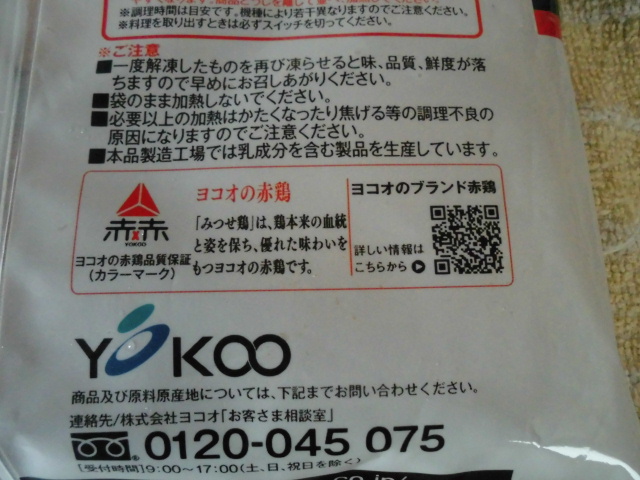 ※調理時間は目安です。機種により若干異なりますのでご注意ください。
※料理を取り出すときは必ずスイッチを切ってください。
※ご注意
■一度解凍したものを再び凍らせると味、品質、鮮度が落
ちますので早めにお召しあがりください。
■袋のまま加熱しないでください。
■必要以上の加熱はかたくなったり焦げる等の調理不良の
原因になりますのでご注意ください。
■本品製造工場では乳成分を含む製品を生産しています。
赤x赤
YOKOO
ヨコオの赤鶏品質保証
(カラーマーク)
ヨコオの赤鶏
「みつせ鶏」は、鶏本来の血統
と姿を保ち、優れた味わいを
もつヨコオの赤鶏です。
ヨコオのブランド赤鶏
詳しい情報は
こちらから
YOKOO
商品及び原料原産地については、下記までお問い合わせください。
連絡先/株式会社ヨコオ「お客さま相談室」
0120-045 075
[受付時間]9:00~17:00(土、日、祝日を除く)